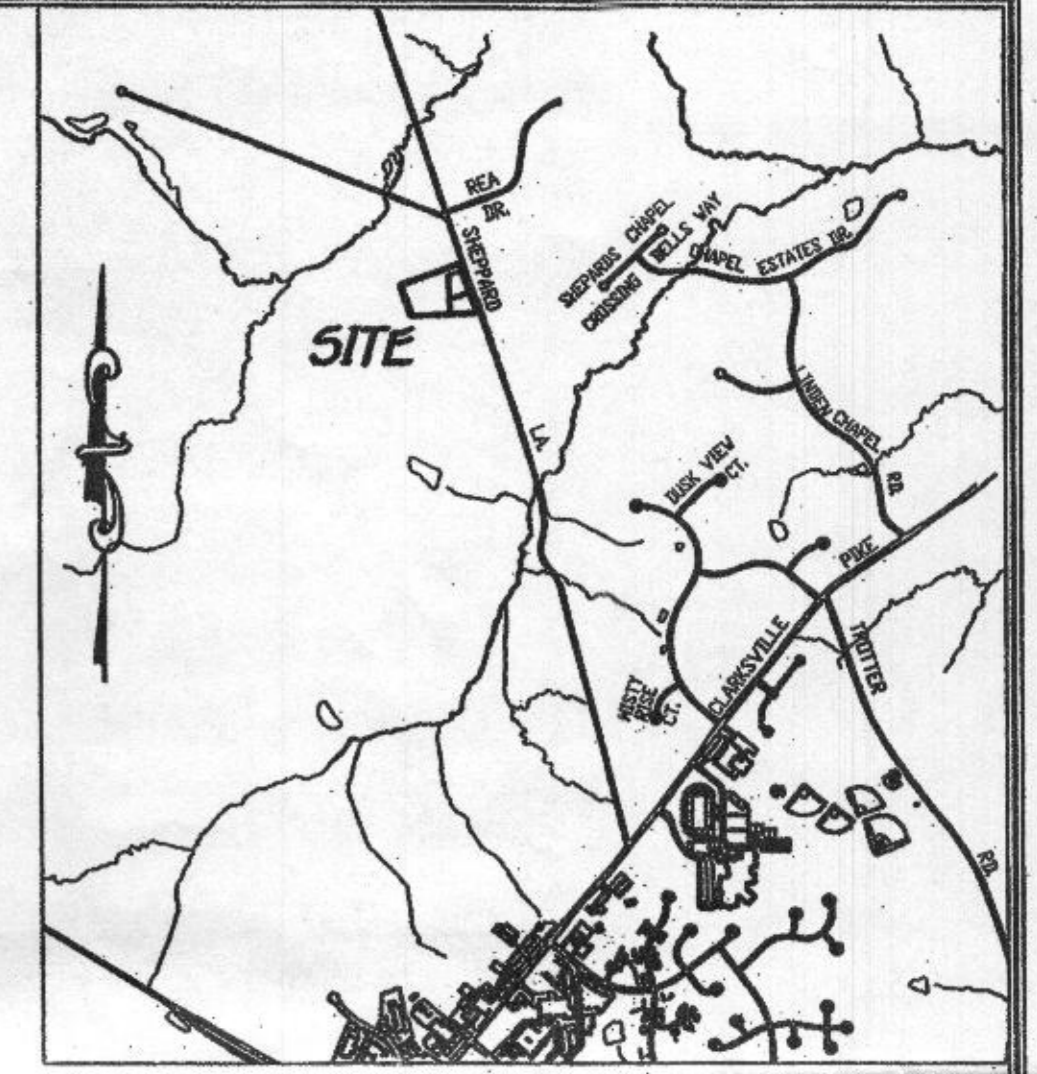 REA
DR.
SHEPPARD
LA.
SHEPARDS CHAPEL
CROSSING
BELLS WAY
CHAPEL ESTATES DR
SITE
LINDEN CHAPEL
RD.
DUSK VIEW
CT.
PIKE
CLARKSVILLE
TROTTER
RD.
MISTY
RISE
CT.